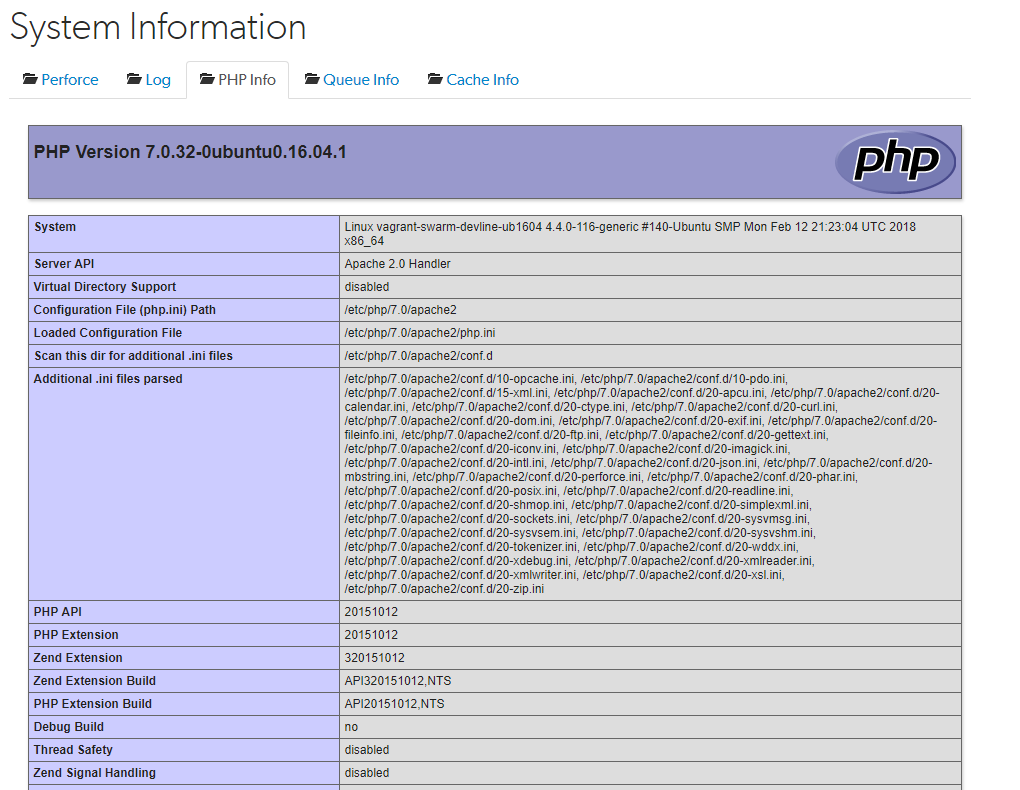 System Information
Perforce
Log
PHP Info
Queue Info
Cache Info
PHP Version 7.0.32-0ubuntu0.16.04.1
php
System
Linux vagrant-swarm-devline-ub1604 4.4.0-116-generic #140-Ubuntu SMP Mon Feb 12 21:23:04 UTC 2018
x86_64
Server API
Apache 2.0 Handler
Virtual Directory Support
disabled
Configuration File (php.ini) Path
/etc/php/7.0/apache2
Loaded Configuration File
/etc/php/7.0/apache2/php.ini
Scan this dir for additional .ini files
/etc/php/7.0/apache2/conf.d
Additional .ini files parsed
/etc/php/7.0/apache2/conf.d/10-opcache.ini, /etc/php/7.0/apache2/conf.d/10-pdo.ini,
/etc/php/7.0/apache2/conf.d/15-xml.ini, /etc/php/7.0/apache2/conf.d/20-apcu.ini, /etc/php/7.0/apache2/conf.d/20-
calendar.ini, /etc/php/7.0/apache2/conf.d/20-ctype.ini, /etc/php/7.0/apache2/conf.d/20-curl.ini,
/etc/php/7.0/apache2/conf.d/20-dom.ini, /etc/php/7.0/apache2/conf.d/20-exif.ini, /etc/php/7.0/apache2/conf.d/20-
fileinfo.ini, /etc/php/7.0/apache2/conf.d/20-ftp.ini, /etc/php/7.0/apache2/conf.d/20-gettext.ini,
/etc/php/7.0/apache2/conf.d/20-iconv.ini, /etc/php/7.0/apache2/conf.d/20-imagick.ini,
/etc/php/7.0/apache2/conf.d/20-intl.ini, /etc/php/7.0/apache2/conf.d/20-json.ini, /etc/php/7.0/apache2/conf.d/20-
mbstring.ini, /etc/php/7.0/apache2/conf.d/20-perforce.ini, /etc/php/7.0/apache2/conf.d/20-phar.ini,
/etc/php/7.0/apache2/conf.d/20-posix.ini, /etc/php/7.0/apache2/conf.d/20-readline.ini,
/etc/php/7.0/apache2/conf.d/20-shmop.ini, /etc/php/7.0/apache2/conf.d/20-simplexml.ini,
/etc/php/7.0/apache2/conf.d/20-sockets.ini, /etc/php/7.0/apache2/conf.d/20-sysvmsg.ini,
/etc/php/7.0/apache2/conf.d/20-sysvsem.ini, /etc/php/7.0/apache2/conf.d/20-sysvshm.ini,
/etc/php/7.0/apache2/conf.d/20-tokenizer.ini, /etc/php/7.0/apache2/conf.d/20-wddx.ini,
/etc/php/7.0/apache2/conf.d/20-xdebug.ini, /etc/php/7.0/apache2/conf.d/20-xmlreader.ini,
/etc/php/7.0/apache2/conf.d/20-xmlwriter.ini, /etc/php/7.0/apache2/conf.d/20-xsl.ini,
/etc/php/7.0/apache2/conf.d/20-zip.ini
PHP API
20151012
PHP Extension
20151012
Zend Extension
320151012
Zend Extension Build
API320151012,NTS
PHP Extension Build
API20151012,NTS
Debug Build
no
Thread Safety
disabled
Zend Signal Handling
disabled